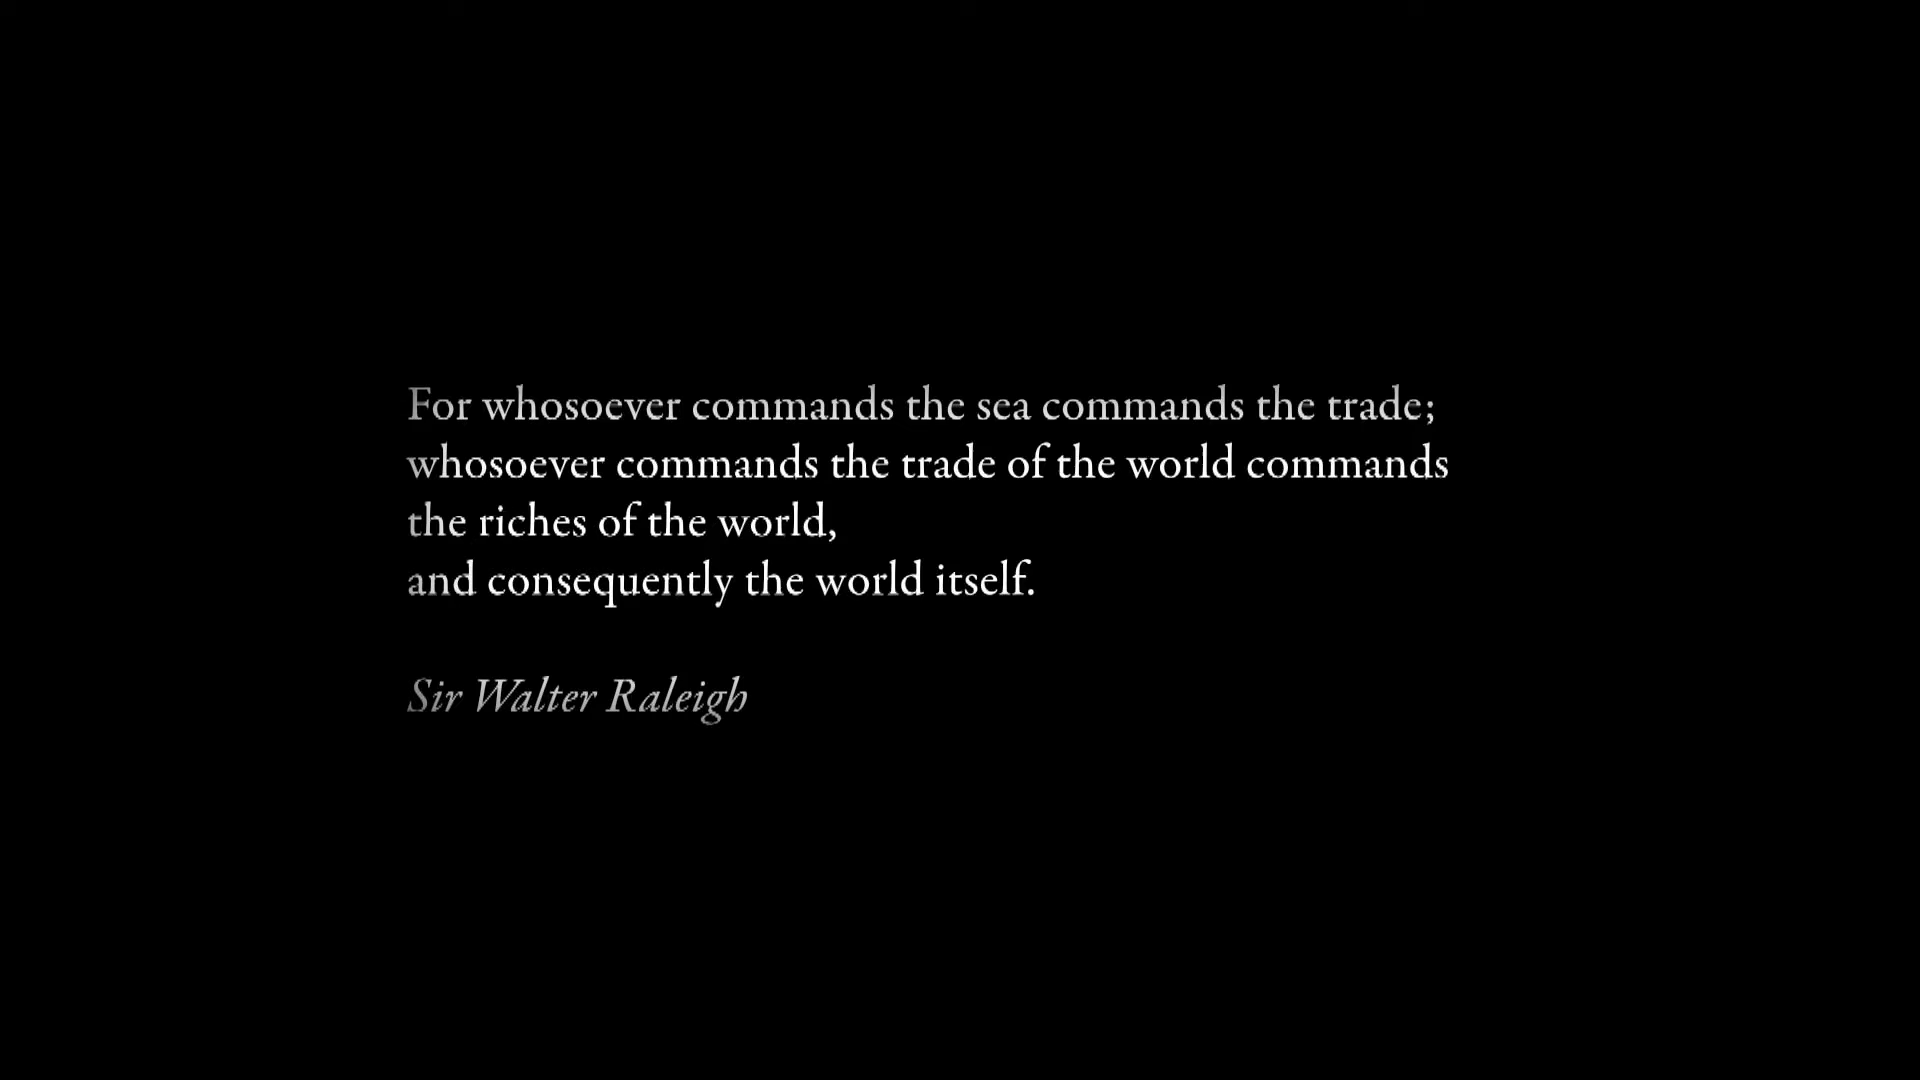 For whosoever commands the sea commands the trade;
whosoever commands the trade of the world commands
the riches of the world,
and consequently the world itself.
Sir Walter Raleigh